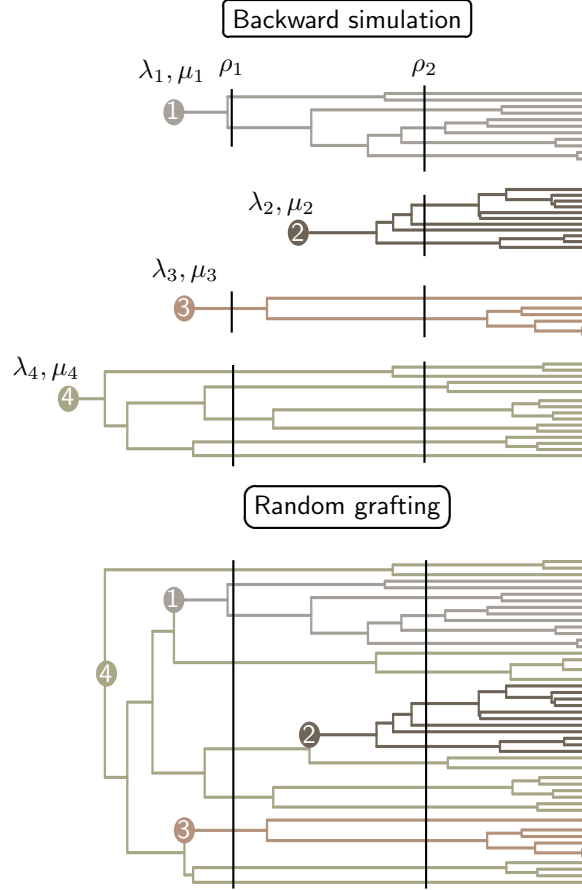 Backward simulation
λ₁, μ₁ ρ₁ ρ₂
1
λ₂, μ₂
2
λ₃, μ₃
3
λ₄, μ₄
4
Random grafting
1
4
2
3